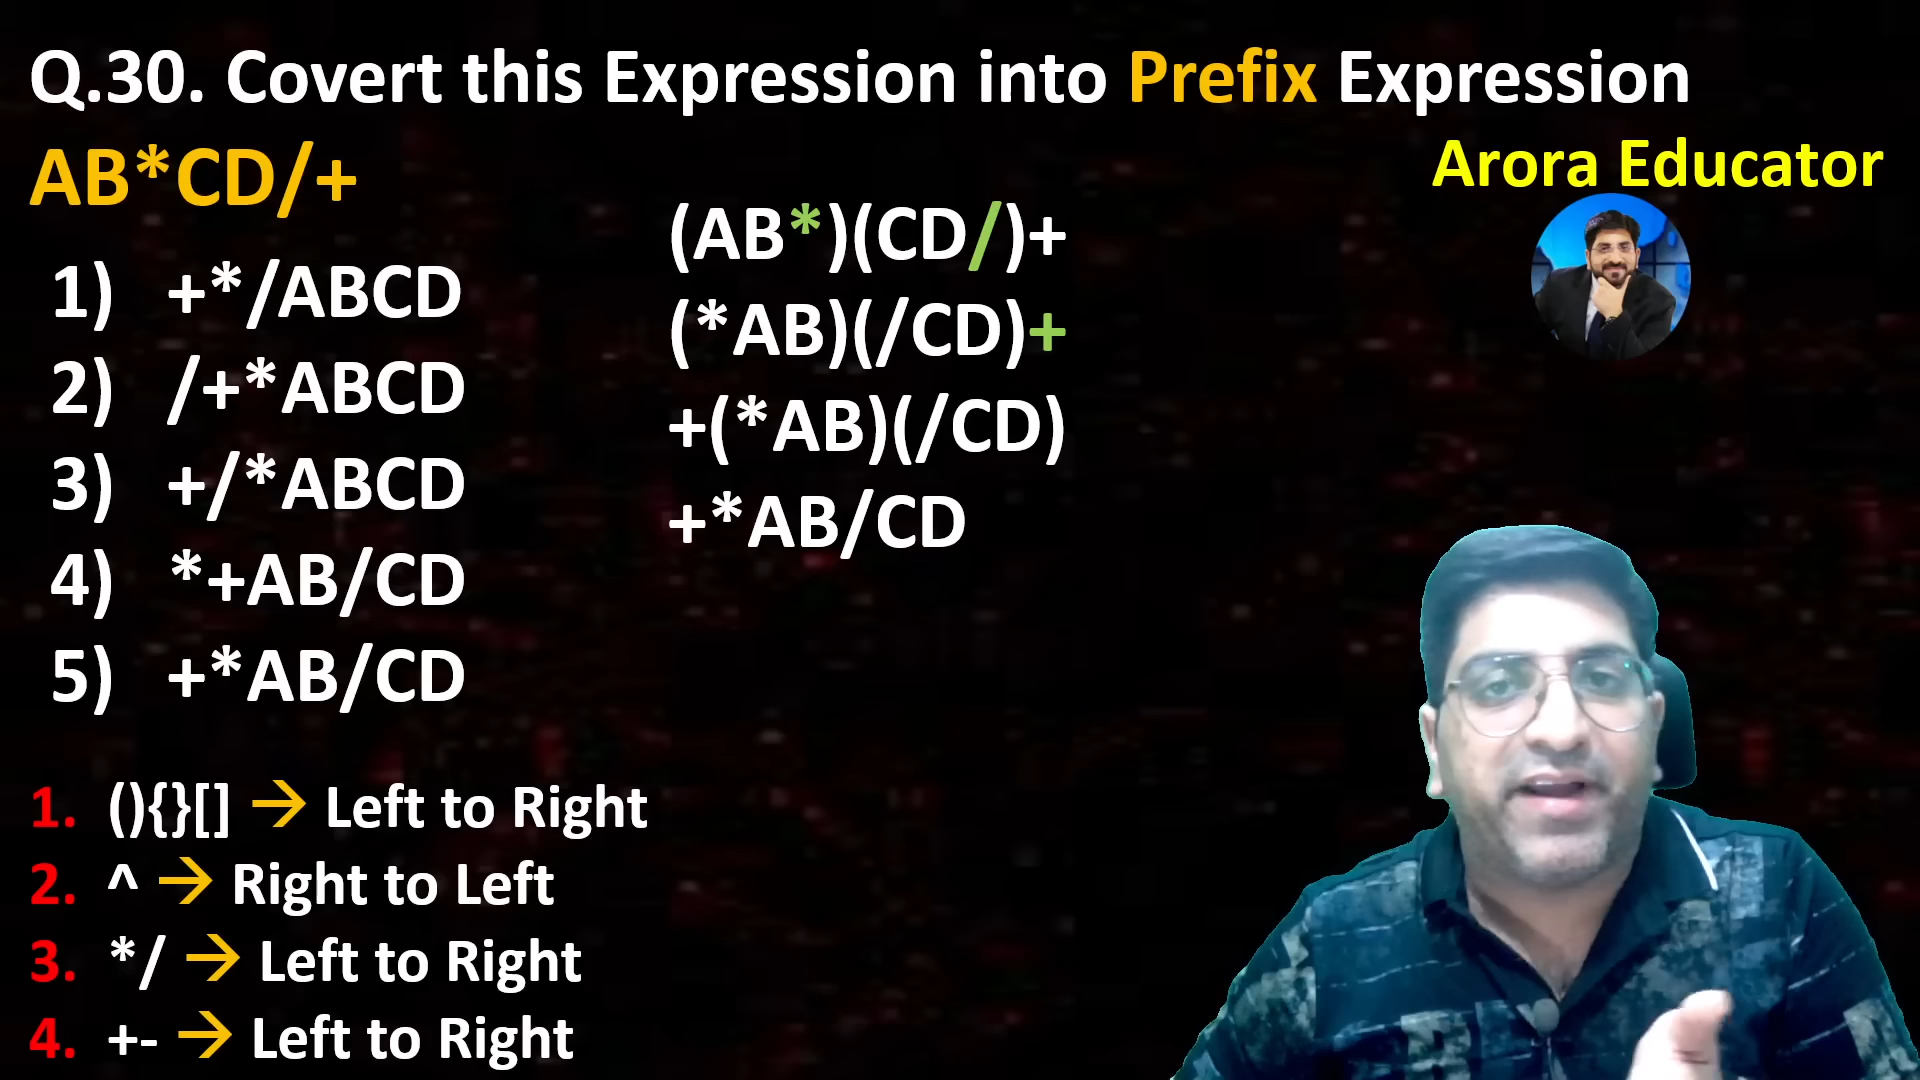 Q.30. Covert this Expression into Prefix Expression
AB*CD/+
Arora Educator
1) +*/ABCD
2) /+*ABCD
3) +/*ABCD
4) *+AB/CD
5) +*AB/CD
(AB*)(CD/)+
(*AB)(/CD)+
+(*AB)(/CD)
+*AB/CD
1. (){}[] → Left to Right
2. ^ → Right to Left
3. */ → Left to Right
4. +- → Left to Right